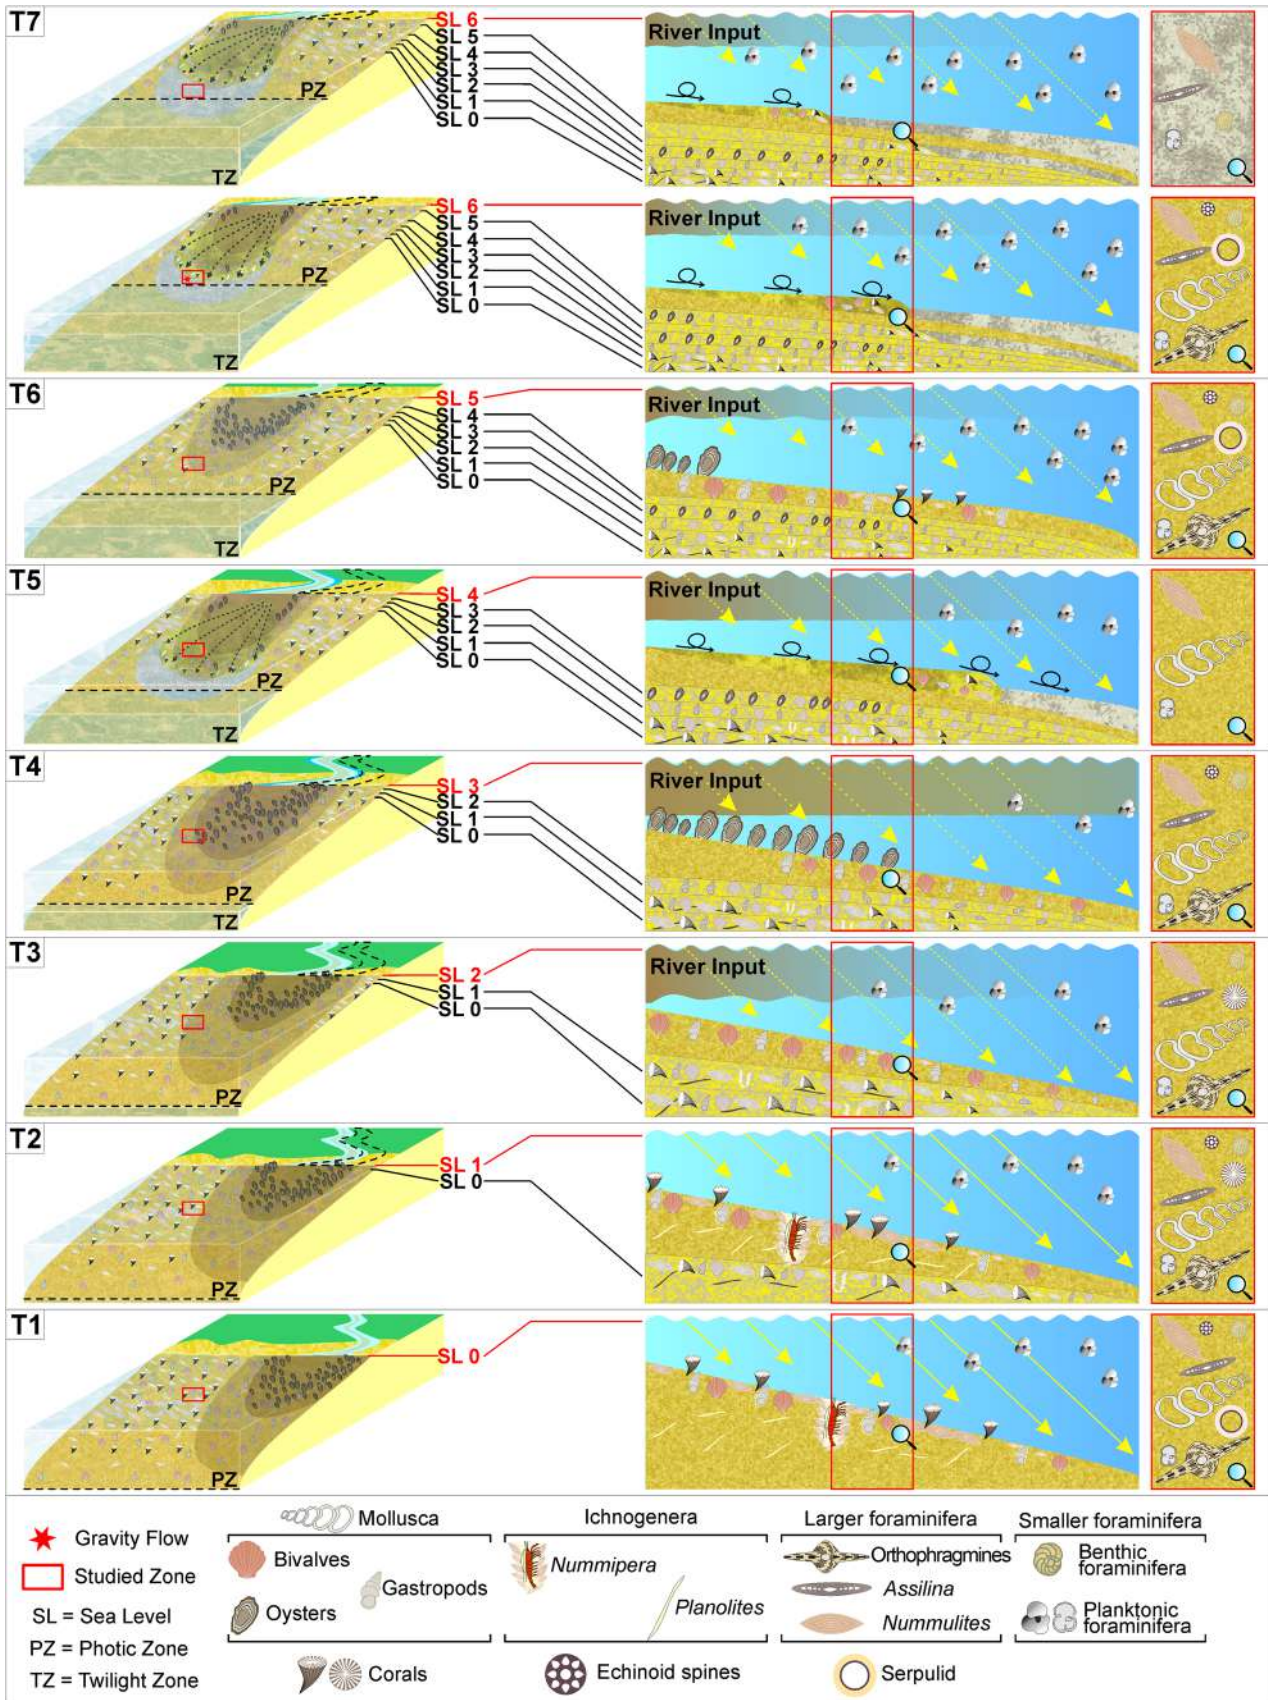 T7
SL 6
SL 5
SL 4
SL 3
SL 2
SL 1
SL 0
PZ
TZ
River Input
SL 6
SL 5
SL 4
SL 3
SL 2
SL 1
SL 0
PZ
TZ
River Input
T6
SL 5
SL 4
SL 3
SL 2
SL 1
SL 0
PZ
TZ
River Input
T5
SL 4
SL 3
SL 2
SL 1
SL 0
PZ
TZ
River Input
T4
SL 3
SL 2
SL 1
SL 0
PZ
TZ
River Input
T3
SL 2
SL 1
SL 0
PZ
River Input
T2
SL 1
SL 0
PZ
T1
SL 0
PZ
Gravity Flow
Studied Zone
SL = Sea Level
PZ = Photic Zone
TZ = Twilight Zone
Mollusca
Bivalves
Gastropods
Oysters
Ichnogenera
Nummipera
Planolites
Larger foraminifera
Orthophragmines
Assilina
Nummulites
Smaller foraminifera
Benthic
foraminifera
Planktonic
foraminifera
Corals
Echinoid spines
Serpulid